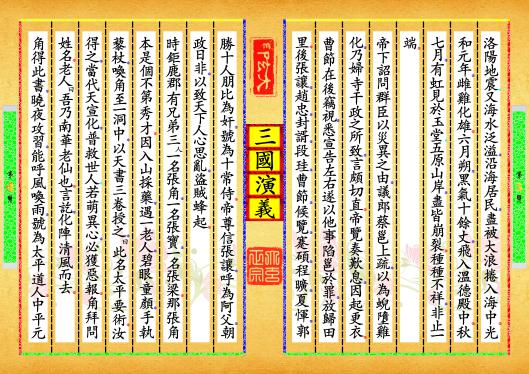 洛陽地震又海水泛溢沿海居民盡被大浪捲入海中光
和元年雌雞化雄六月朔黑氣十餘丈飛入溫德殿中秋
七月有虹見於玉堂五原山岸盡皆崩裂種種不祥非止一
端
帝下詔問群臣以災異之由議郎蔡邕上疏以為蜺墮雞
化乃婦寺干政之所致言頗切直帝覽奏歎息因起更衣
曹節在後竊視悉宣告左右遂以他事陷邕於罪放歸田
里後張讓趙忠封諝段珪曹節候覽蹇碩程曠夏惲郭
三國演義
勝十人朋比為奸號為十常侍帝尊信張讓呼為阿父朝
政日非以致天下人心思亂盜賊蜂起
時鉅鹿郡有兄弟三人一名張角一名張寶一名張梁那張角
本是個不第秀才因入山採藥遇一老人碧眼童顏手執
藜杖喚角至一洞中以天書三卷授之此名太平要術汝
得之當代天宣化普救世人若萌異心必獲惡報角拜問
姓名老人吾乃南華老仙也言訖化陣清風而去
角得此書曉夜攻習能呼風喚雨號為太平道人中平元